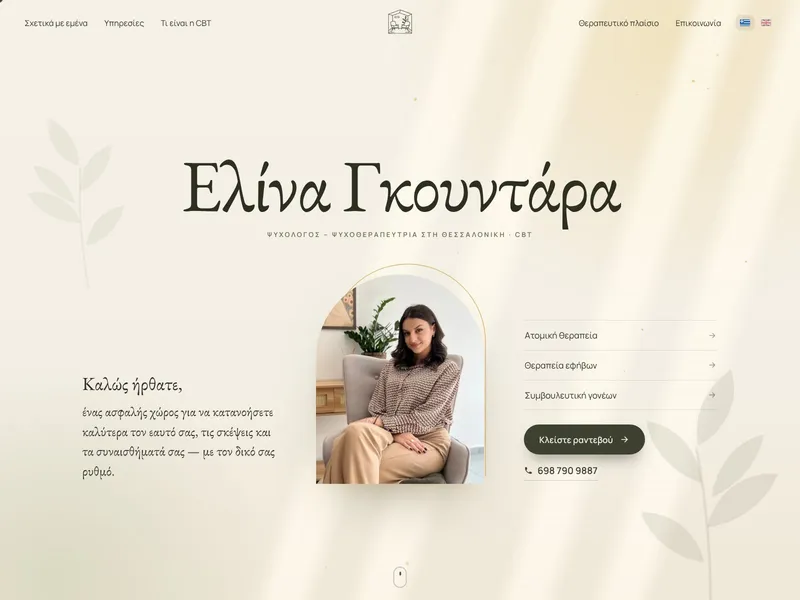 Σχετικά με εμένα
Υπηρεσίες
Τι είναι η CBT
Θεραπευτικό πλαίσιο
Επικοινωνία
Ελίνα Γκουντάρα
ΨΥΧΟΛΟΓΟΣ – ΨΥΧΟΘΕΡΑΠΕΥΤΡΙΑ ΣΤΗ ΘΕΣΣΑΛΟΝΙΚΗ · CBT
Καλώς ήρθατε,
ένας ασφαλής χώρος για να κατανοήσετε
καλύτερα τον εαυτό σας, τις σκέψεις και
τα συναισθήματά σας — με τον δικό σας
ρυθμό.
Ατομική θεραπεία
Θεραπεία εφήβων
Συμβουλευτική γονέων
Κλείστε ραντεβού
698 790 9887